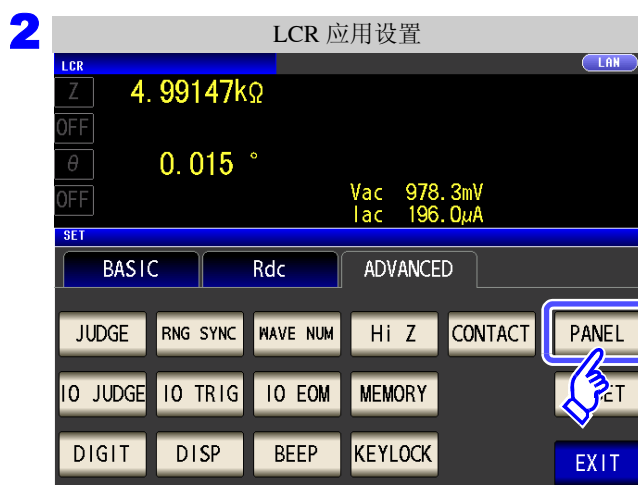 2
LCR 应用设置
LCR LAN
Z 4.99147kΩ
OFF
θ 0.015 °
OFF
Vac 978.3mV
Iac 196.0µA
SET
BASIC Rdc ADVANCED
JUDGE RNG SYNC WAVE NUM Hi Z CONTACT PANEL
IO JUDGE IO TRIG IO EOM MEMORY
DIGIT DISP BEEP KEYLOCK EXIT